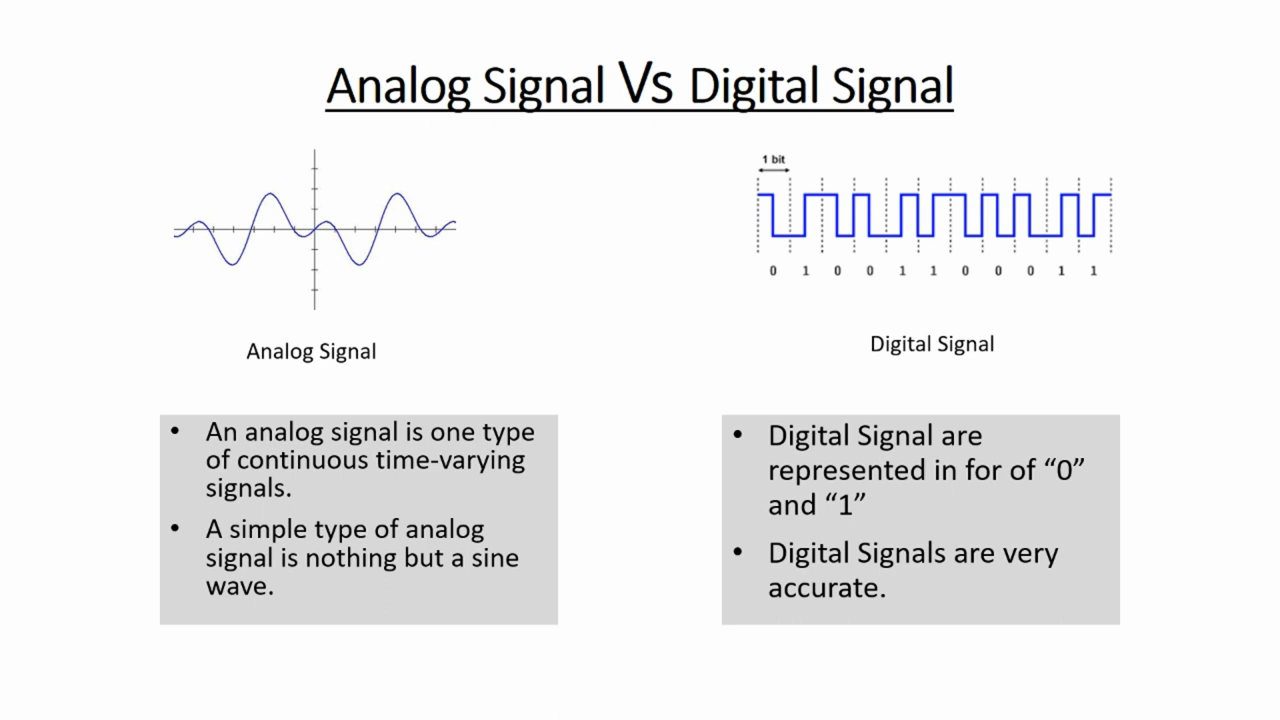 Analog Signal Vs Digital Signal
1 bit
0 1 0 0 1 1 0 0 0 1 1
Analog Signal
Digital Signal
• An analog signal is one type
of continuous time-varying
signals.
• A simple type of analog
signal is nothing but a sine
wave.
• Digital Signal are
represented in for of “0”
and “1”
• Digital Signals are very
accurate.